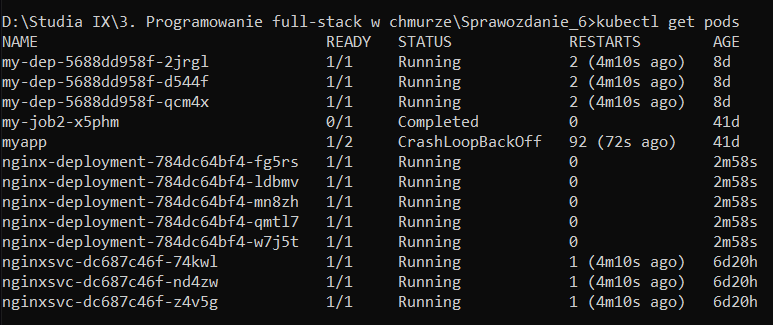 D:\Studia IX\3. Programowanie full-stack w chmurze\Sprawozdanie_6>kubectl get pods
NAME READY STATUS RESTARTS AGE
my-dep-5688dd958f-2jrgl 1/1 Running 2 (4m10s ago) 8d
my-dep-5688dd958f-d544f 1/1 Running 2 (4m10s ago) 8d
my-dep-5688dd958f-qcm4x 1/1 Running 2 (4m10s ago) 8d
my-job2-x5phm 0/1 Completed 0 41d
myapp 1/2 CrashLoopBackOff 92 (72s ago) 41d
nginx-deployment-784dc64bf4-fg5rs 1/1 Running 0 2m58s
nginx-deployment-784dc64bf4-ldbmv 1/1 Running 0 2m58s
nginx-deployment-784dc64bf4-mn8zh 1/1 Running 0 2m58s
nginx-deployment-784dc64bf4-qmtl7 1/1 Running 0 2m58s
nginx-deployment-784dc64bf4-w7j5t 1/1 Running 0 2m58s
nginxsvc-dc687c46f-74kwl 1/1 Running 1 (4m10s ago) 6d20h
nginxsvc-dc687c46f-nd4zw 1/1 Running 1 (4m10s ago) 6d20h
nginxsvc-dc687c46f-z4v5g 1/1 Running 1 (4m10s ago) 6d20h